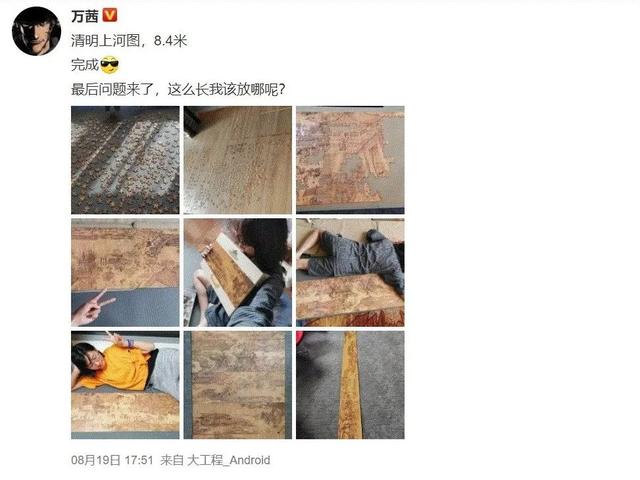 万茜
清明上河图，8.4米
完成
最后问题来了，这么长我该放哪呢?
08月19日 17:51 来自 大工程_Android